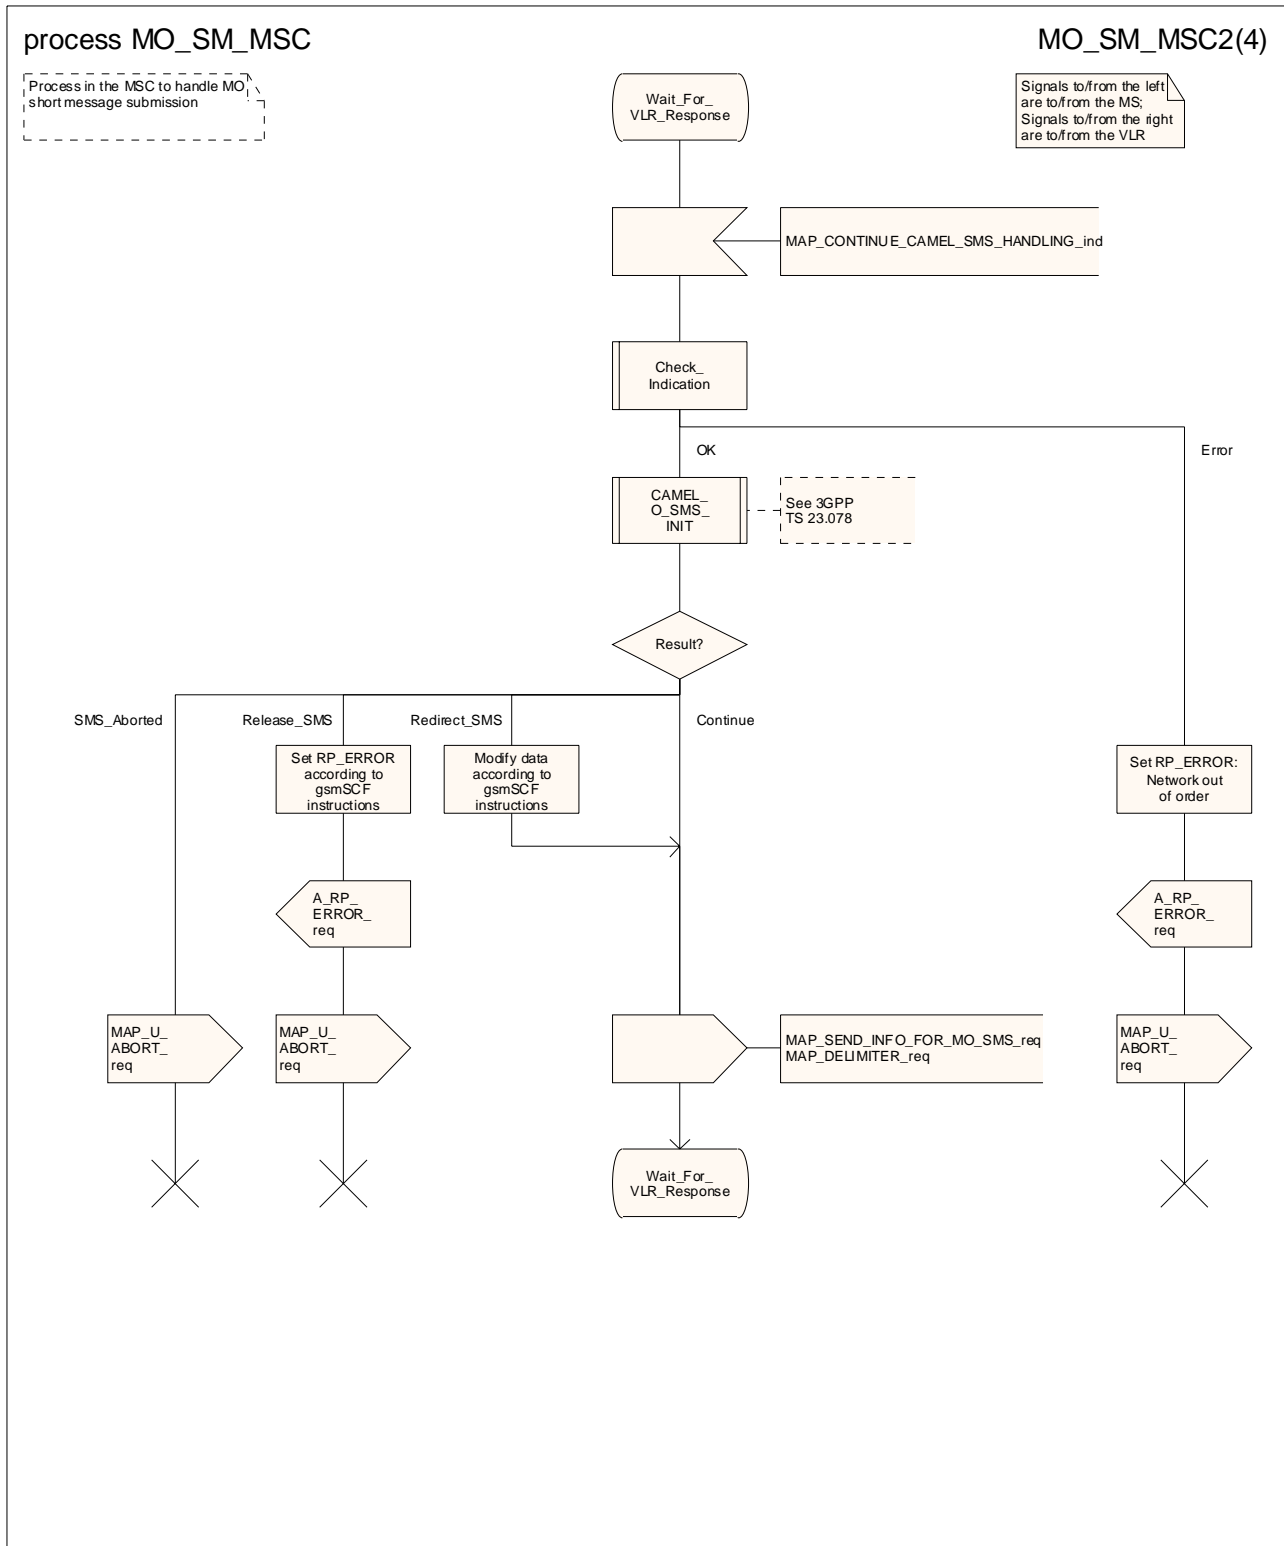 process MO_SM_MSC
MO_SM_MSC2(4)
Process in the MSC to handle MO
short message submission
Wait_For_
VLR_Response
Signals to/from the left
are to/from the MS;
Signals to/from the right
are to/from the VLR
MAP_CONTINUE_CAMEL_SMS_HANDLING_ind
Check_
Indication
OK
Error
CAMEL_
O_SMS_
INIT
See 3GPP
TS 23.078
Result?
SMS_Aborted
Release_SMS
Redirect_SMS
Continue
Set RP_ERROR
according to
gsmSCF
instructions
Modify data
according to
gsmSCF
instructions
Set RP_ERROR:
Network out
of order
A_RP_
ERROR_
req
A_RP_
ERROR_
req
MAP_U_
ABORT_
req
MAP_U_
ABORT_
req
MAP_SEND_INFO_FOR_MO_SMS_req
MAP_DELIMITER_req
MAP_U_
ABORT_
req
Wait_For_
VLR_Response